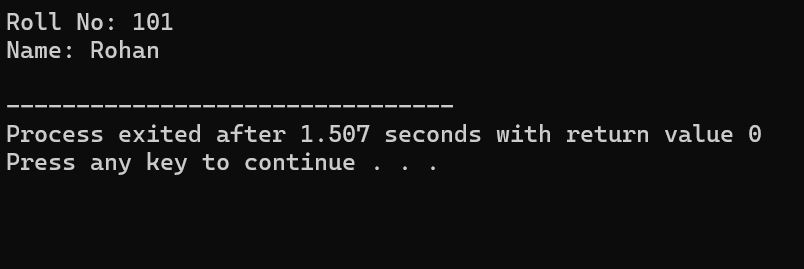 Roll No: 101
Name: Rohan
--------------------------------
Process exited after 1.507 seconds with return value 0
Press any key to continue . . .